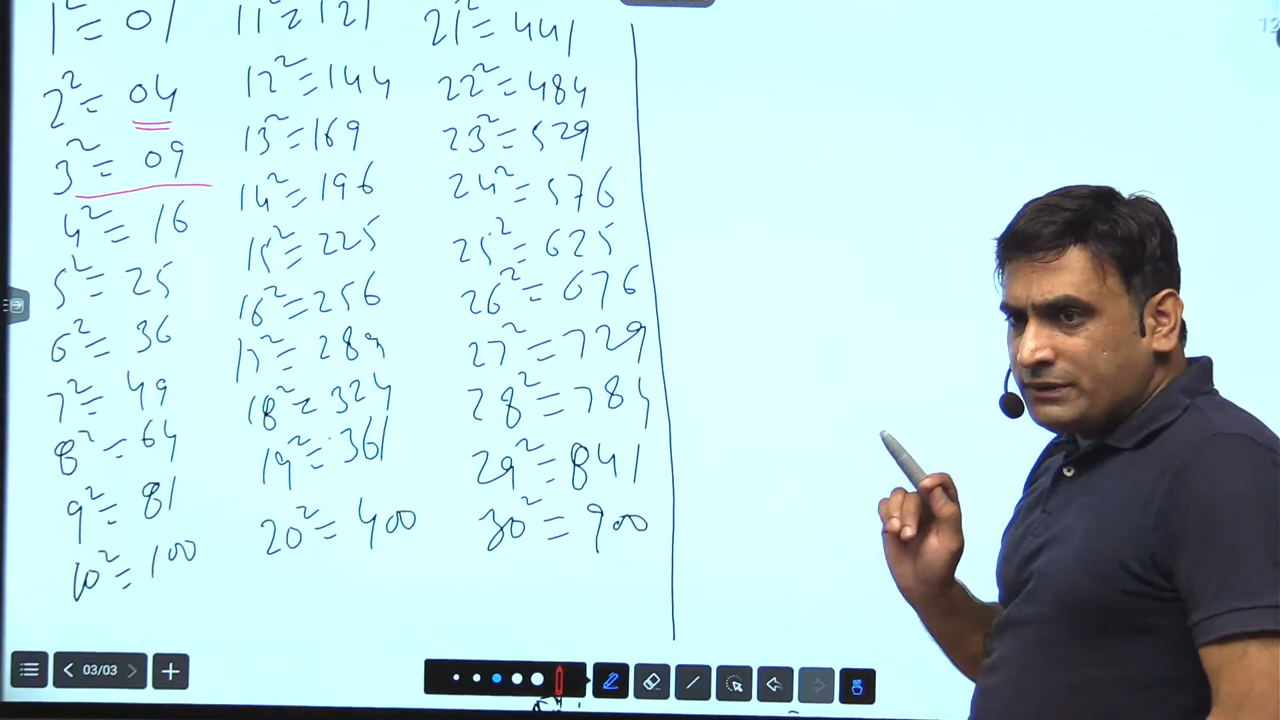 1² = 01
2² = 04
3² = 09
4² = 16
5² = 25
6² = 36
7² = 49
8² = 64
9² = 81
10² = 100
11² = 121
12² = 144
13² = 169
14² = 196
15² = 225
16² = 256
17² = 289
18² = 324
19² = 361
20² = 400
21² = 441
22² = 484
23² = 529
24² = 576
25² = 625
26² = 676
27² = 729
28² = 784
29² = 841
30² = 900
03/03